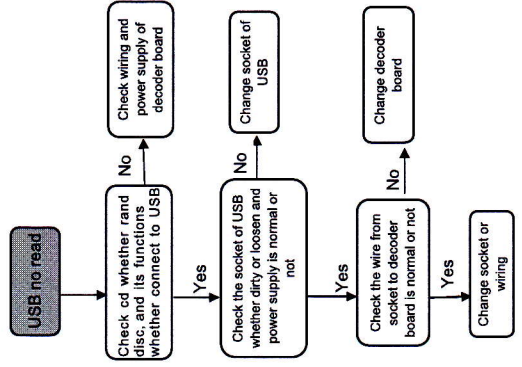 USB no read
Check cd whether rand
disc, and its functions
whether connect to USB
No
Check wiring and
power supply of
decoder board
Yes
Check the socket of USB
whether dirty or loosen and
power supply is normal or
not
No
Change socket of
USB
Yes
Check the wire from
socket to decoder
board is normal or not
No
Change decoder
board
Yes
Change socket or
wiring